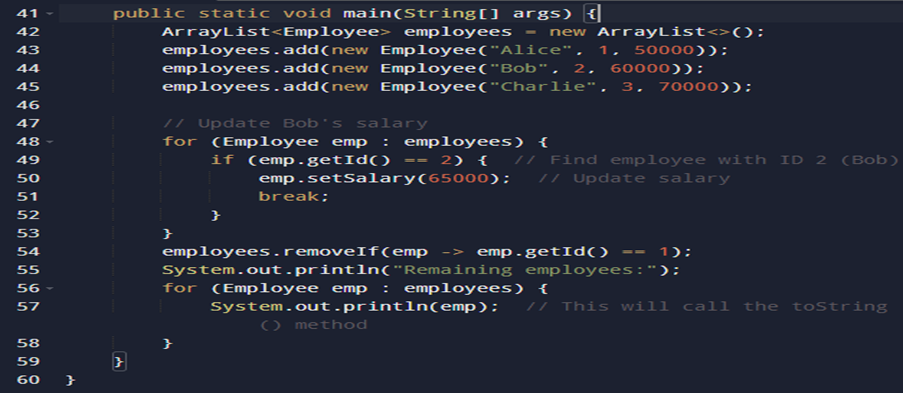 41 public static void main(String[] args) {
42 ArrayList<Employee> employees = new ArrayList<>();
43 employees.add(new Employee("Alice", 1, 50000));
44 employees.add(new Employee("Bob", 2, 60000));
45 employees.add(new Employee("Charlie", 3, 70000));
46
47 // Update Bob's salary
48 for (Employee emp : employees) {
49 if (emp.getId() == 2) { // Find employee with ID 2 (Bob)
50 emp.setSalary(65000); // Update salary
51 break;
52 }
53 }
54 employees.removeIf(emp -> emp.getId() == 1);
55 System.out.println("Remaining employees:");
56 for (Employee emp : employees) {
57 System.out.println(emp); // This will call the toString
() method
58 }
59 }
60 }